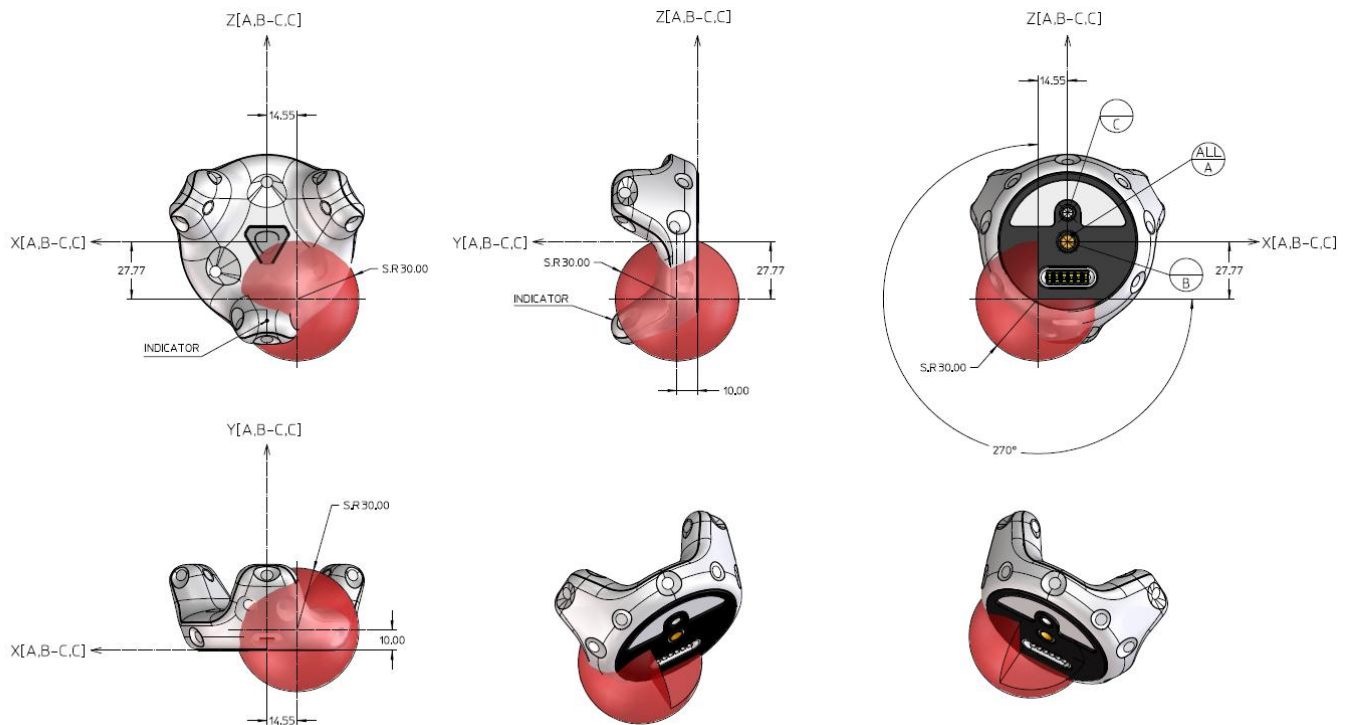 Z[A,B-C,C]
14.55
X[A,B-C,C]
27.77
S.R30.00
INDICATOR
Z[A,B-C,C]
Y[A,B-C,C]
S.R30.00
27.77
INDICATOR
10.00
Z[A,B-C,C]
14.55
C
ALL
A
X[A,B-C,C]
27.77
B
S.R30.00
270°
Y[A,B-C,C]
S.R30.00
10.00
X[A,B-C,C]
14.55